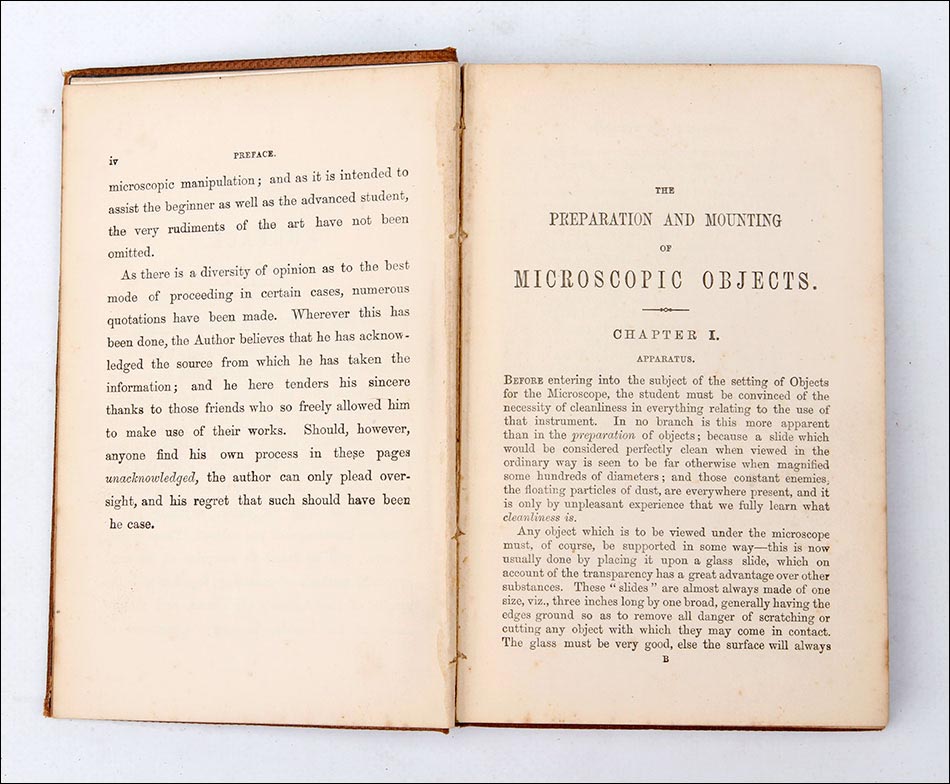 iv
PREFACE.
microscopic manipulation; and as it is intended to
assist the beginner as well as the advanced student,
the very rudiments of the art have not been
omitted.
As there is a diversity of opinion as to the best
mode of proceeding in certain cases, numerous
quotations have been made. Wherever this has
been done, the Author believes that he has acknow-
ledged the source from which he has taken the
information; and he here tenders his sincere
thanks to those friends who so freely allowed him
to make use of their works. Should, however,
anyone find his own process in these pages
unacknowledged, the author can only plead over-
sight, and his regret that such should have been
he case.
THE
PREPARATION AND MOUNTING
OF
MICROSCOPIC OBJECTS.
CHAPTER I.
APPARATUS.
BEFORE entering into the subject of the setting of Objects
for the Microscope, the student must be convinced of the
necessity of cleanliness in everything relating to the use of
that instrument. In no branch is this more apparent
than in the preparation of objects; because a slide which
would be considered perfectly clean when viewed in the
ordinary way is seen to be far otherwise when magnified
some hundreds of diameters; and those constant enemies,
the floating particles of dust, are everywhere present, and it
is only by unpleasant experience that we fully learn what
cleanliness is.
Any object which is to be viewed under the microscope
must, of course, be supported in some way—this is now
usually done by placing it upon a glass slide, which on
account of the transparency has a great advantage over other
substances. These "slides" are almost always made of one
size, viz., three inches long by one broad, generally having the
edges ground so as to remove all danger of scratching or
cutting any object with which they may come in contact.
The glass must be very good, else the surface will always
B